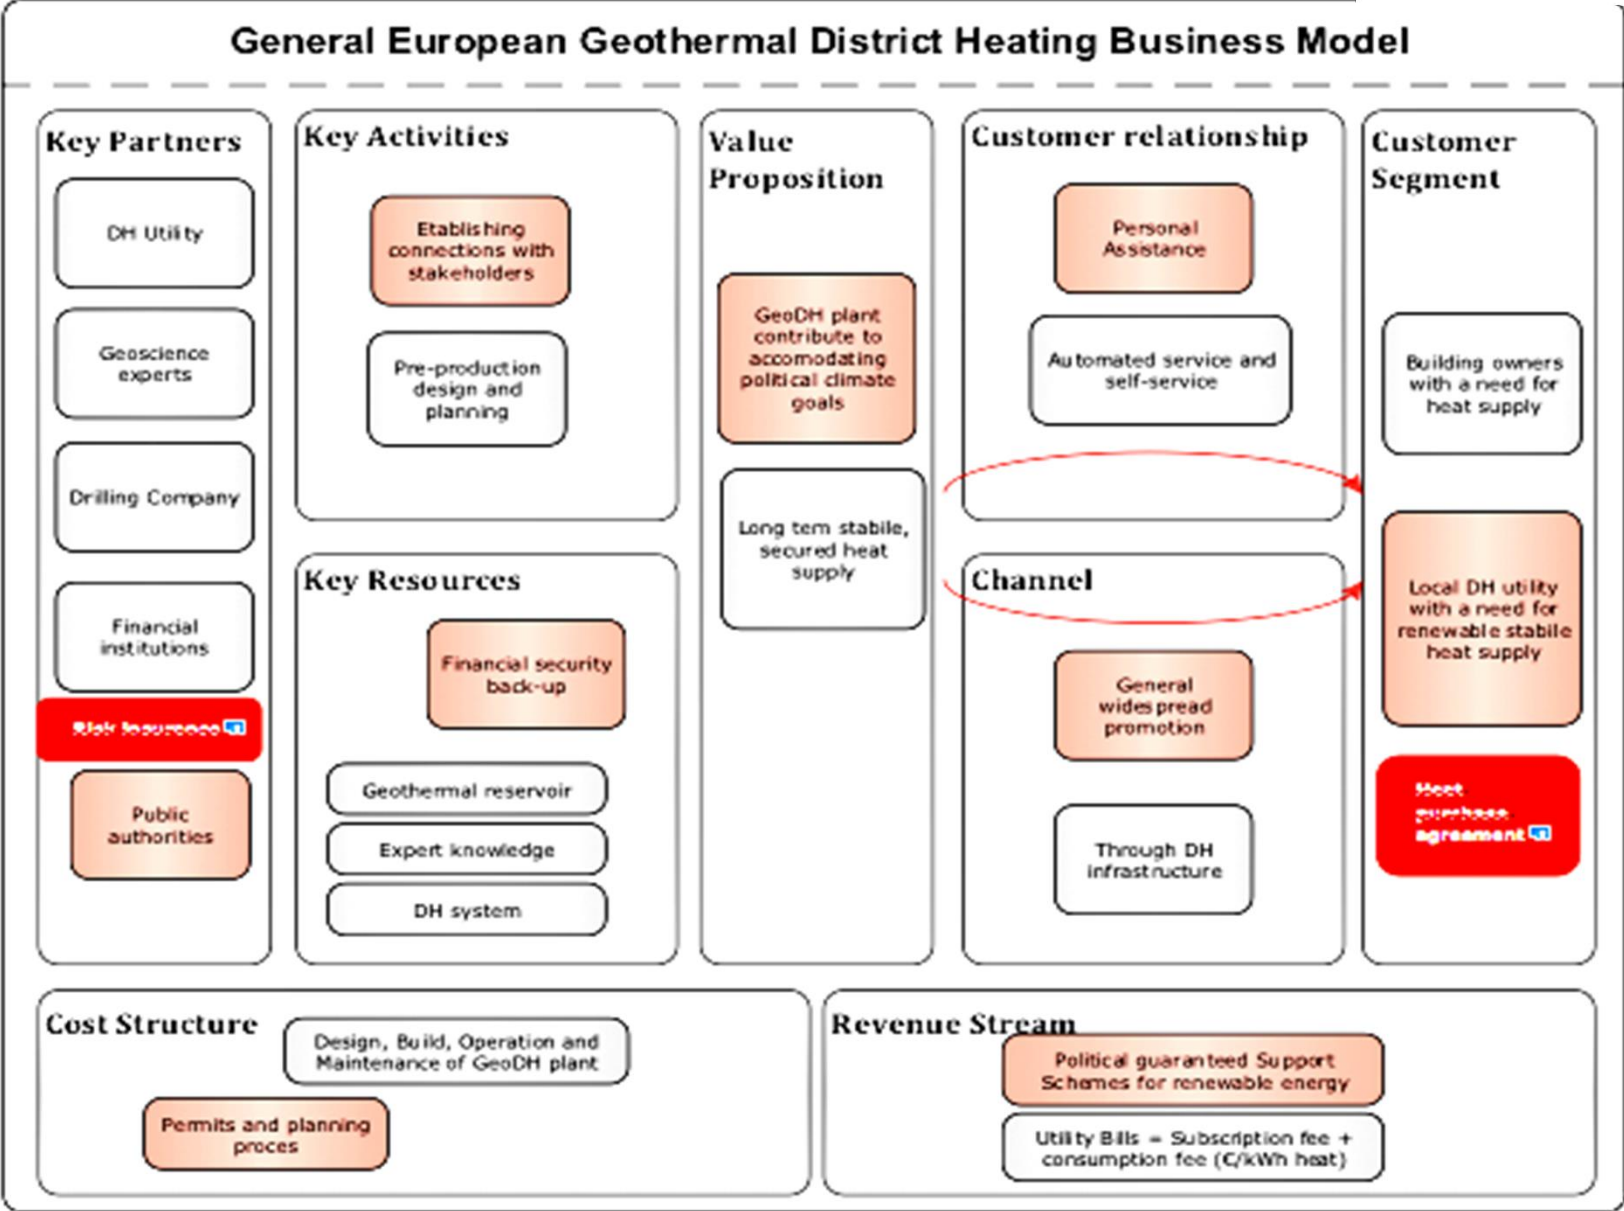 General European Geothermal District Heating Business Model
Key Partners
DH Utility
Geoscience
experts
Drilling Company
Financial
institutions
Risk Insurence
Public
authorities
Key Activities
Etablishing
connections with
stakeholders
Pre-production
design and
planning
Key Resources
Financial security
back-up
Geothermal reservoir
Expert knowledge
DH system
Value
Proposition
GeoDH plant
contribute to
accomodating
political climate
goals
Long tem stabile,
secured heat
supply
Customer relationship
Personal
Assistance
Automated service and
self-service
Channel
General
widespread
promotion
Through DH
infrastructure
Customer
Segment
Building owners
with a need for
heat supply
Local DH utility
with a need for
renewable stabile
heat supply
purchase
agreement
Cost Structure
Design, Build, Operation and
Maintenance of GeoDH plant
Permits and planning
proces
Revenue Stream
Political guaranteed Support
Schemes for renewable energy
Utility Bills = Subscription fee +
consumption fee (€/kWh heat)